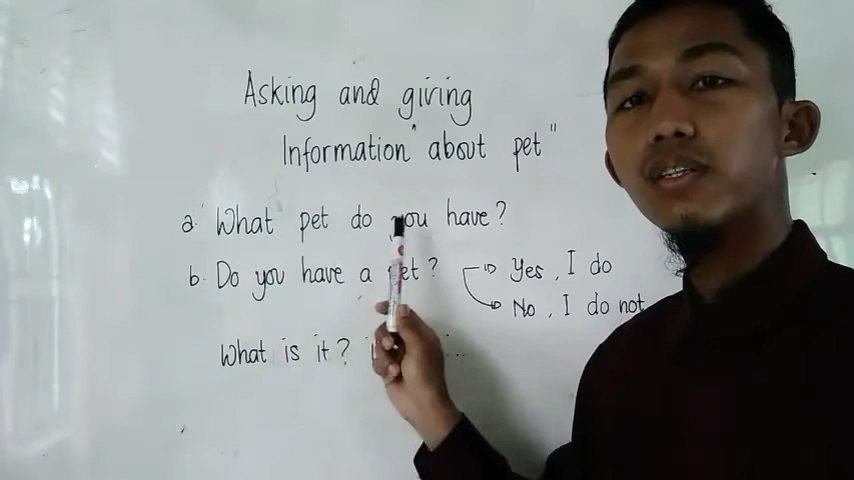 Asking and giving
Information "about pet"
a. What pet do you have?
b. Do you have a pet? Yes, I do
No, I do not
What is it? ...